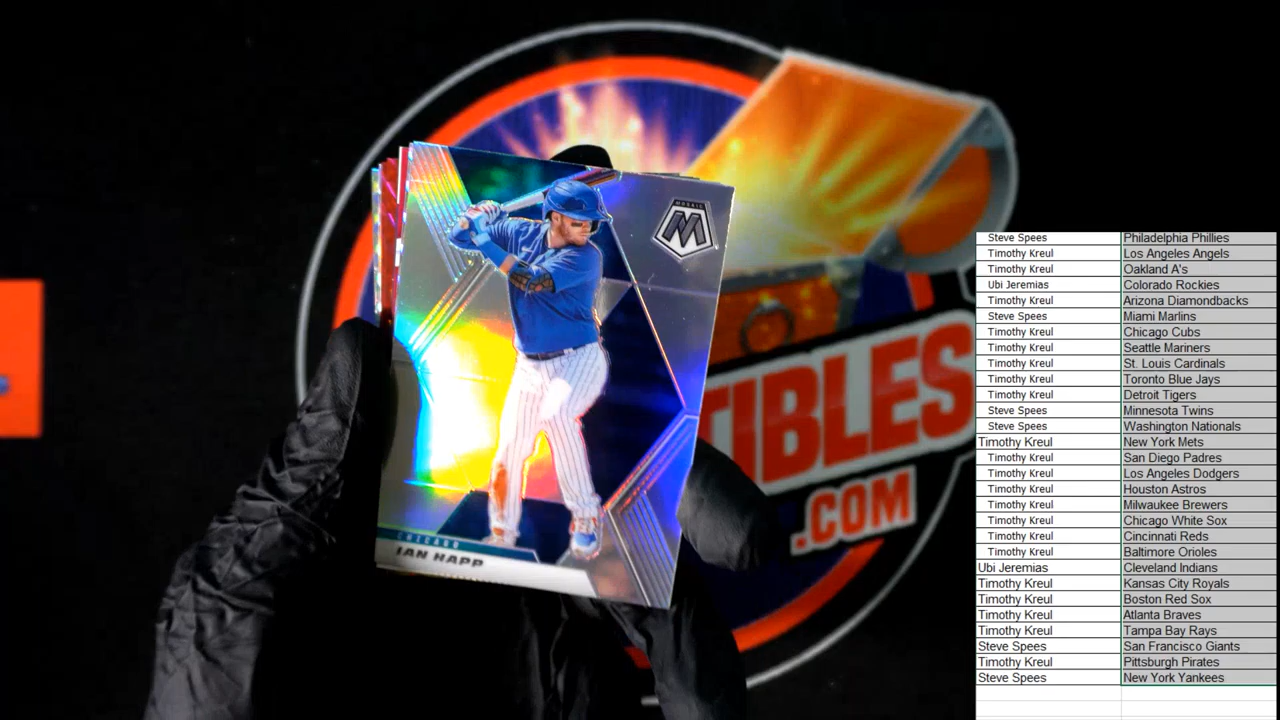 MOSAIC
M
CHICAGO
IAN HAPP
TIBLES
.COM
Steve Spees Philadelphia Phillies
Timothy Kreul Los Angeles Angels
Timothy Kreul Oakland A's
Ubi Jeremias Colorado Rockies
Timothy Kreul Arizona Diamondbacks
Steve Spees Miami Marlins
Timothy Kreul Chicago Cubs
Timothy Kreul Seattle Mariners
Timothy Kreul St. Louis Cardinals
Timothy Kreul Toronto Blue Jays
Timothy Kreul Detroit Tigers
Steve Spees Minnesota Twins
Steve Spees Washington Nationals
Timothy Kreul New York Mets
Timothy Kreul San Diego Padres
Timothy Kreul Los Angeles Dodgers
Timothy Kreul Houston Astros
Timothy Kreul Milwaukee Brewers
Timothy Kreul Chicago White Sox
Timothy Kreul Cincinnati Reds
Timothy Kreul Baltimore Orioles
Ubi Jeremias Cleveland Indians
Timothy Kreul Kansas City Royals
Timothy Kreul Boston Red Sox
Timothy Kreul Atlanta Braves
Timothy Kreul Tampa Bay Rays
Steve Spees San Francisco Giants
Timothy Kreul Pittsburgh Pirates
Steve Spees New York Yankees